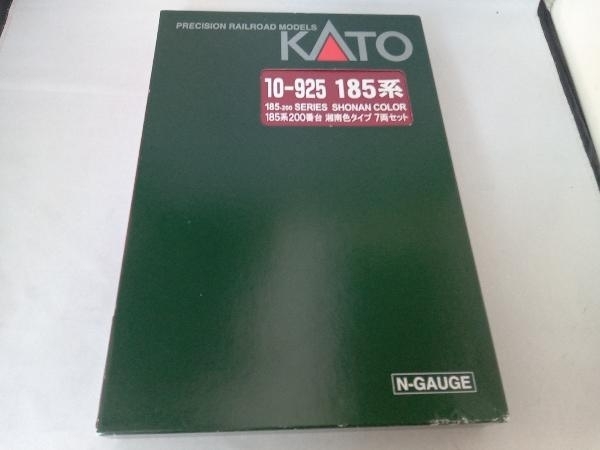 PRECISION RAILROAD MODELS
KATO
10-925 185系
185-200 SERIES SHONAN COLOR
185系200番台 湘南色タイプ 7両セット
N-GAUGE